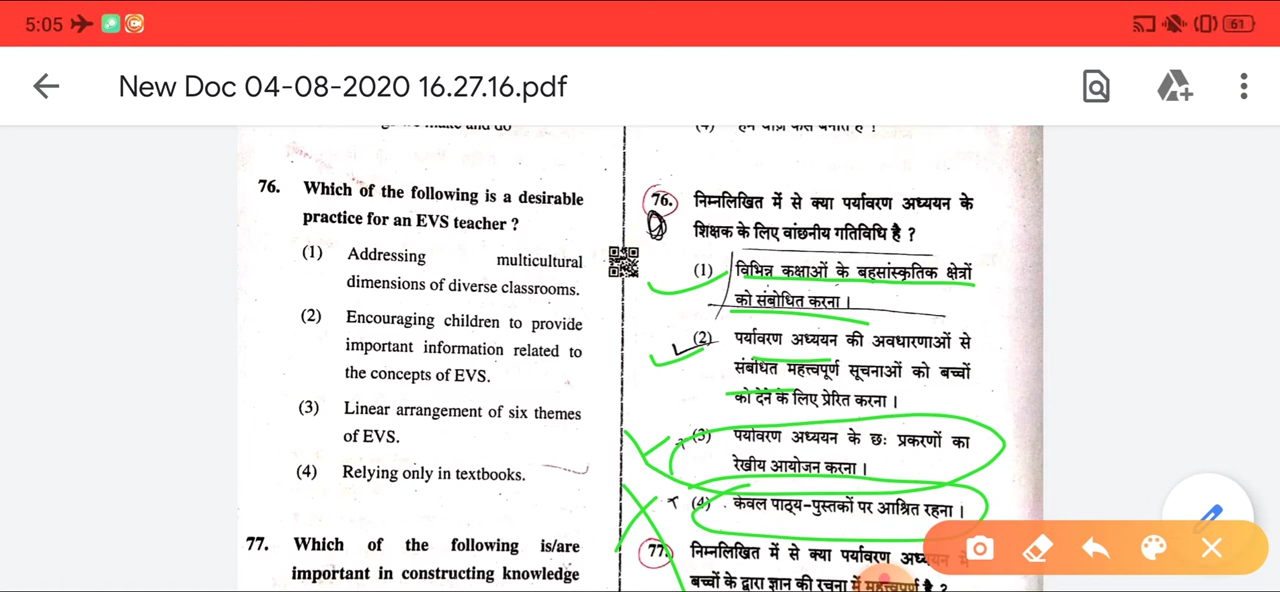 5:05
61
New Doc 04-08-2020 16.27.16.pdf
76. Which of the following is a desirable
practice for an EVS teacher ?
(1) Addressing multicultural
dimensions of diverse classrooms.
(2) Encouraging children to provide
important information related to
the concepts of EVS.
(3) Linear arrangement of six themes
of EVS.
(4) Relying only in textbooks.
77. Which of the following is/are
important in constructing knowledge
76. निम्नलिखित में से क्या पर्यावरण अध्ययन के
शिक्षक के लिए वांछनीय गतिविधि है ?
(1) विभिन्न कक्षाओं के बहुसांस्कृतिक क्षेत्रों
को संबोधित करना ।
(2) पर्यावरण अध्ययन की अवधारणाओं से
संबंधित महत्त्वपूर्ण सूचनाओं को बच्चों
को देने के लिए प्रेरित करना ।
(3) पर्यावरण अध्ययन के छः प्रकरणों का
रेखीय आयोजन करना ।
(4) केवल पाठ्य-पुस्तकों पर आश्रित रहना ।
77. निम्नलिखित में से क्या पर्यावरण अध्ययन में
बच्चों के द्वारा ज्ञान की रचना में महत्त्वपूर्ण है ?